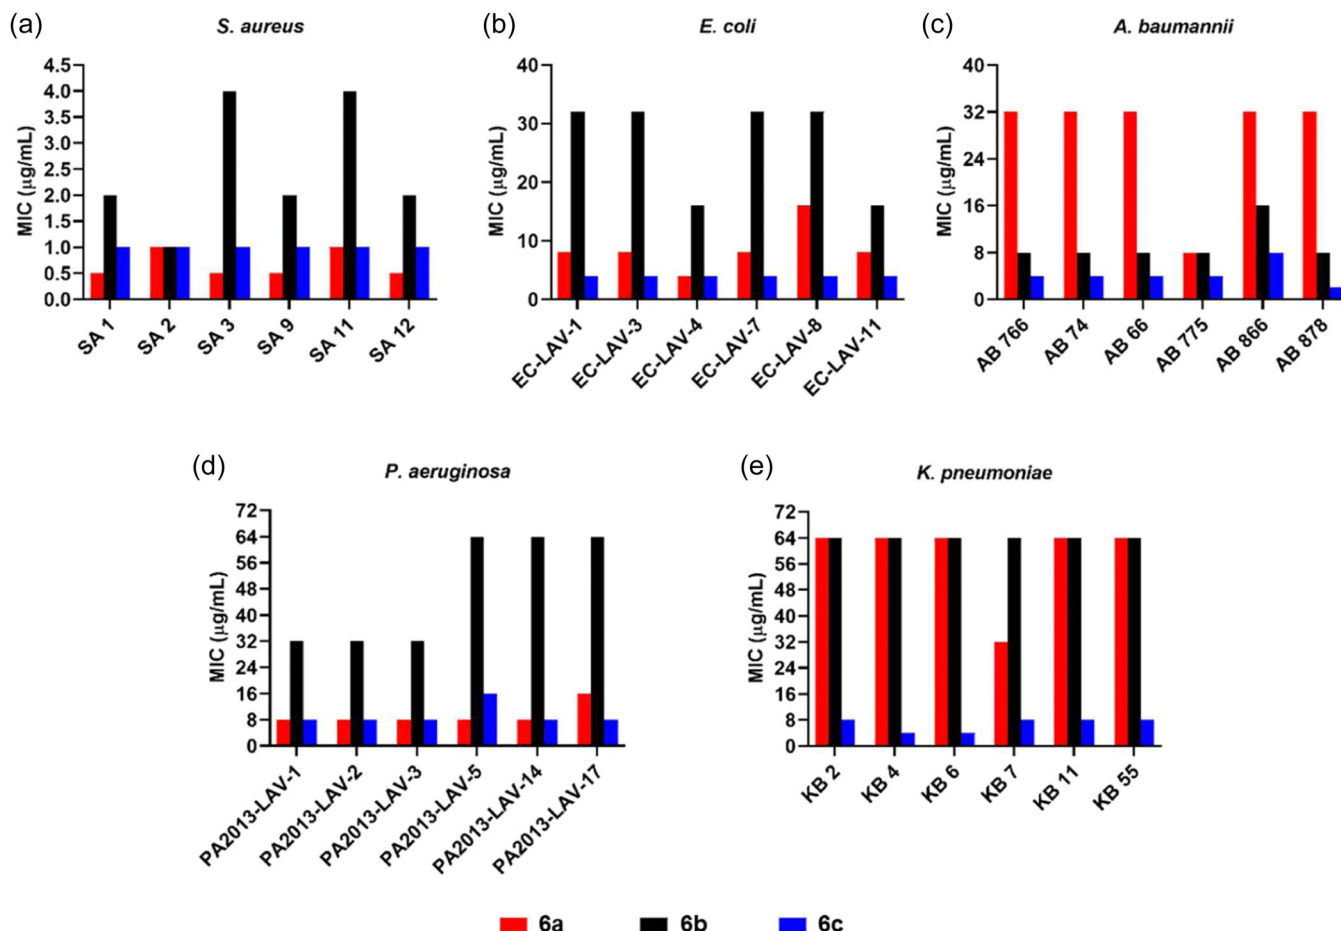 (a) S. aureus
MIC (μg/mL)
4.5
4.0
3.5
3.0
2.5
2.0
1.5
1.0
0.5
0.0
SA 1 SA 2 SA 3 SA 9 SA 11 SA 12
(b) E. coli
MIC (μg/mL)
40
30
20
10
0
EC-LAV-1 EC-LAV-3 EC-LAV-4 EC-LAV-7 EC-LAV-8 EC-LAV-11
(c) A. baumannii
MIC (μg/mL)
40
32
24
16
8
0
AB 766 AB 74 AB 66 AB 775 AB 866 AB 878
(d) P. aeruginosa
MIC (μg/mL)
72
64
56
48
40
32
24
16
8
0
PA2013-LAV-1 PA2013-LAV-2 PA2013-LAV-3 PA2013-LAV-5 PA2013-LAV-14 PA2013-LAV-17
(e) K. pneumoniae
MIC (μg/mL)
72
64
56
48
40
32
24
16
8
0
KB 2 KB 4 KB 6 KB 7 KB 11 KB 55
6a 6b 6c